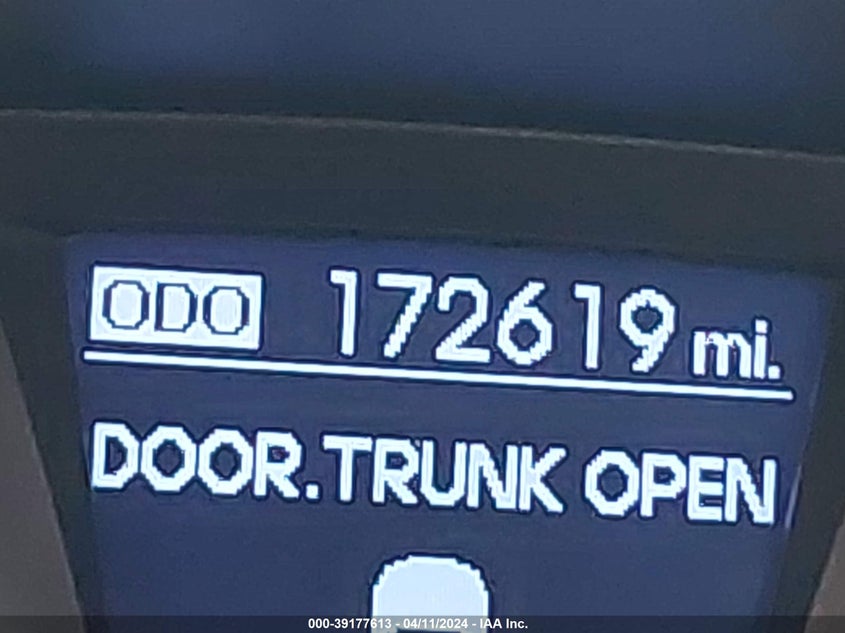 ODO 172619 mi.
DOOR.TRUNK OPEN
000-39177613 - 04/11/2024 - IAA Inc.